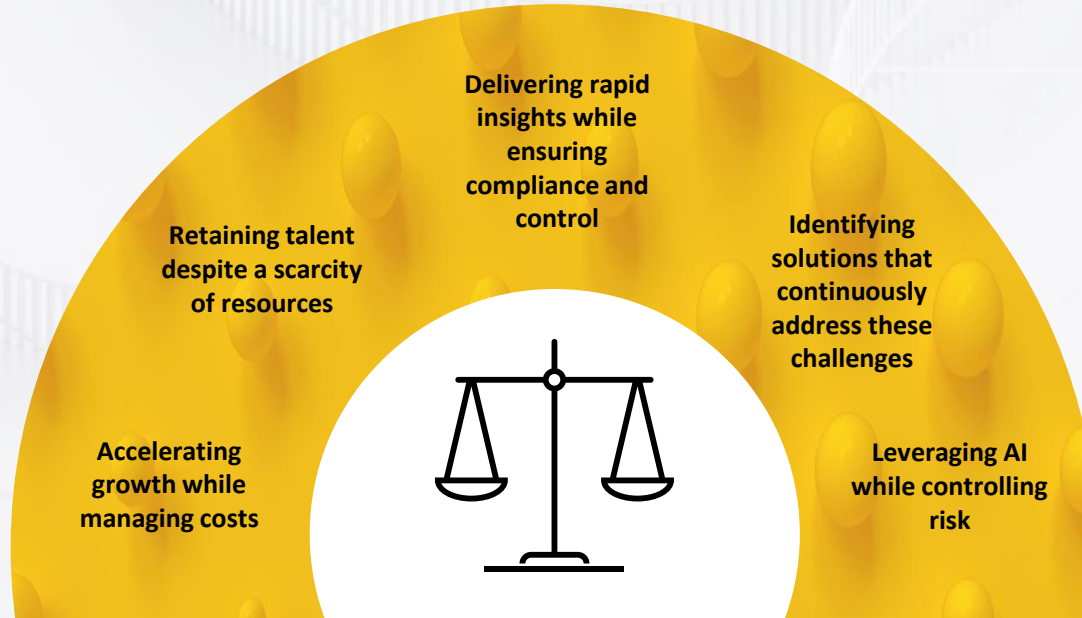 Accelerating
growth while
managing costs
Retaining talent
despite a scarcity
of resources
Delivering rapid
insights while
ensuring
compliance and
control
Identifying
solutions that
continuously
address these
challenges
Leveraging AI
while controlling
risk